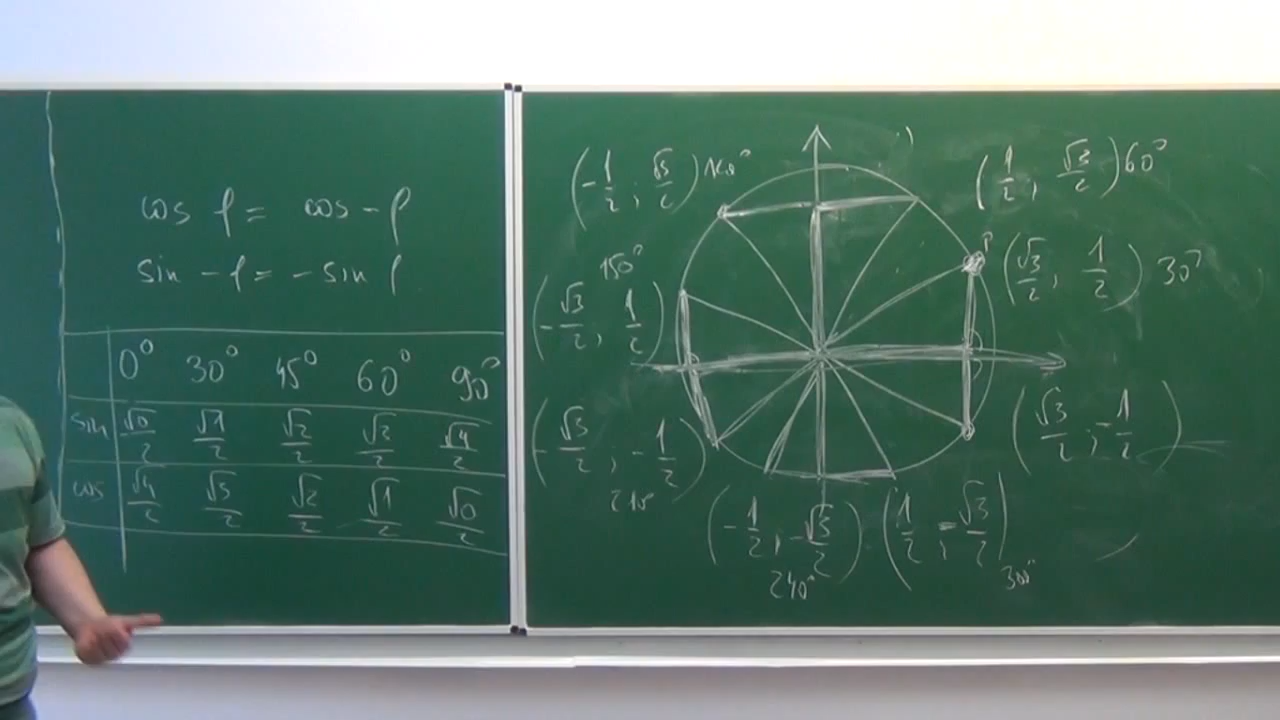 cos φ = cos -φ
sin -φ = -sin φ
0° 30° 45° 60° 90°
sin √0/2 √1/2 √2/2 √3/2 √4/2
cos √4/2 √3/2 √2/2 √1/2 √0/2
(-1/2 ; √3/2) 120°
(1/2, √3/2) 60°
150°
(-√3/2, 1/2)
(√3/2, 1/2) 30°
(-√3/2, -1/2)
210°
(√3/2 ; -1/2)
(-1/2, -√3/2)
240°
(1/2 ; -√3/2)
300°